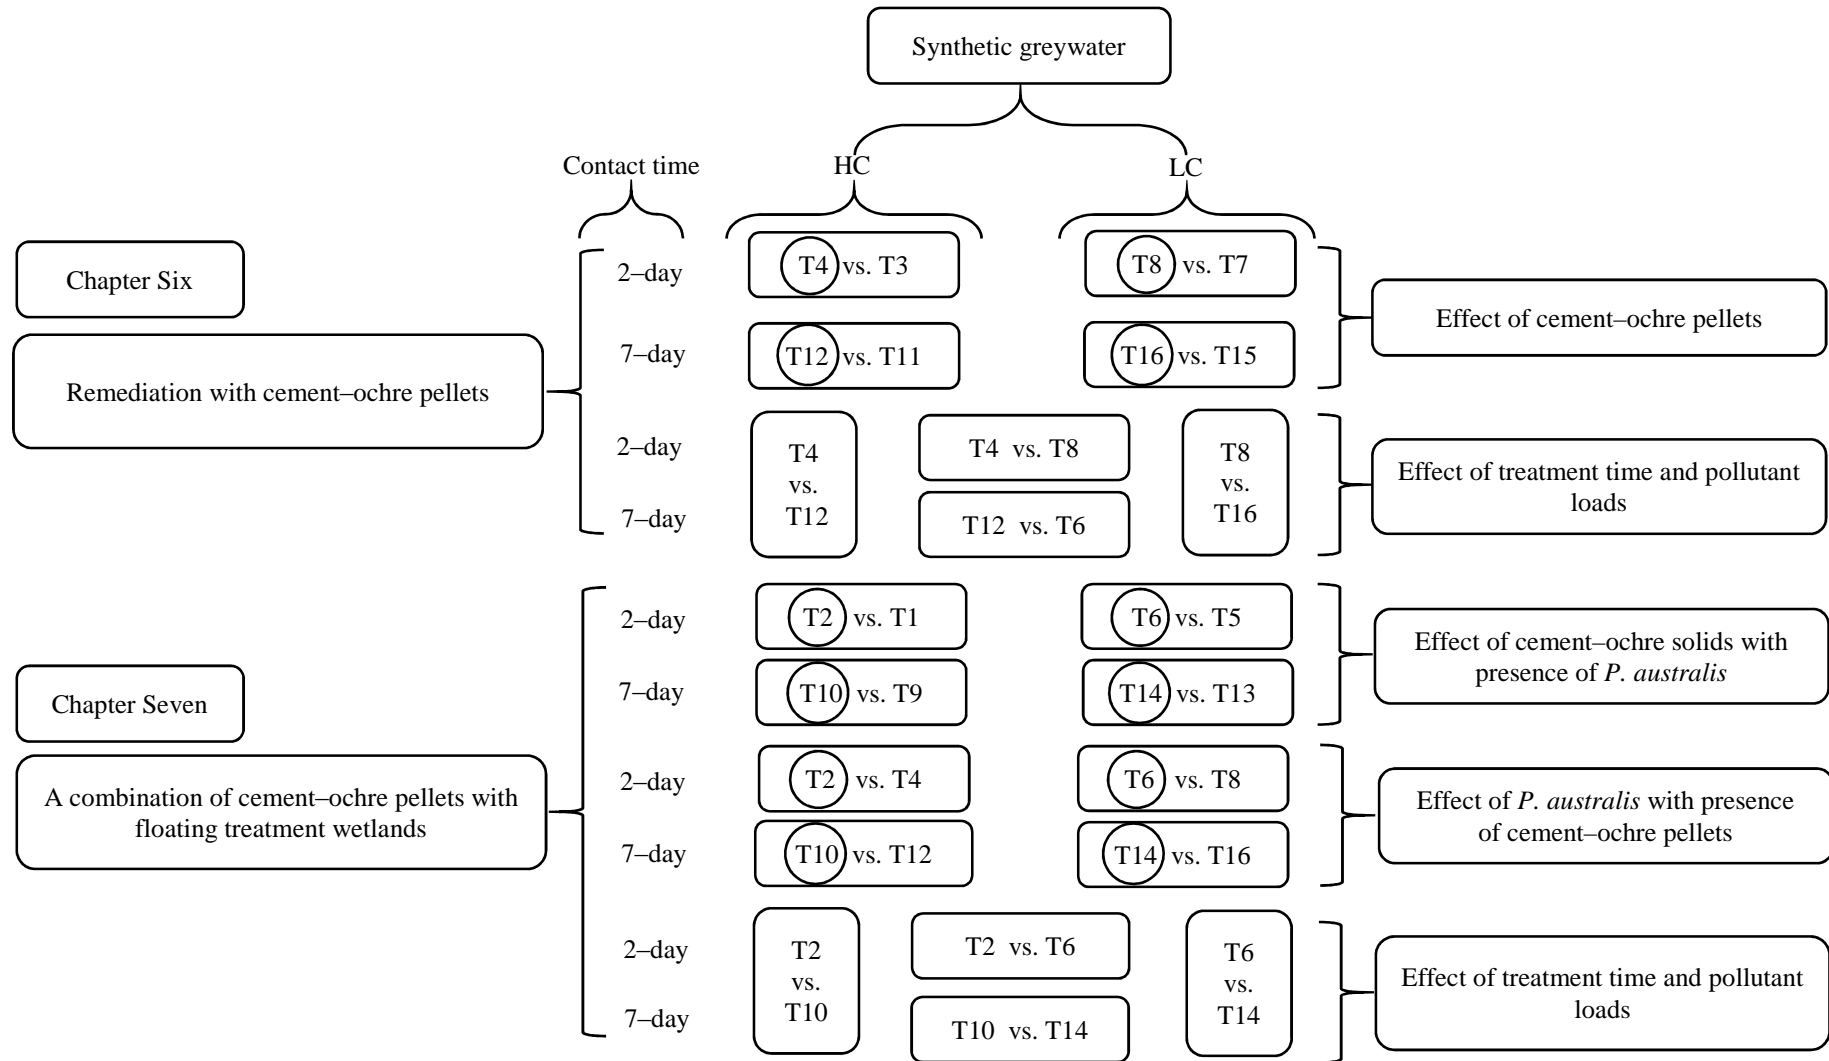 Synthetic greywater
Contact time
HC
LC
Chapter Six
Remediation with cement–ochre pellets
2–day
T4 vs. T3
T8 vs. T7
7–day
T12 vs. T11
T16 vs. T15
Effect of cement–ochre pellets
2–day
7–day
T4
vs.
T12
T4 vs. T8
T12 vs. T6
T8
vs.
T16
Effect of treatment time and pollutant
loads
Chapter Seven
A combination of cement–ochre pellets with
floating treatment wetlands
2–day
T2 vs. T1
T6 vs. T5
7–day
T10 vs. T9
T14 vs. T13
Effect of cement–ochre solids with
presence of P. australis
2–day
T2 vs. T4
T6 vs. T8
7–day
T10 vs. T12
T14 vs. T16
Effect of P. australis with presence
of cement–ochre pellets
2–day
7–day
T2
vs.
T10
T2 vs. T6
T10 vs. T14
T6
vs.
T14
Effect of treatment time and pollutant
loads